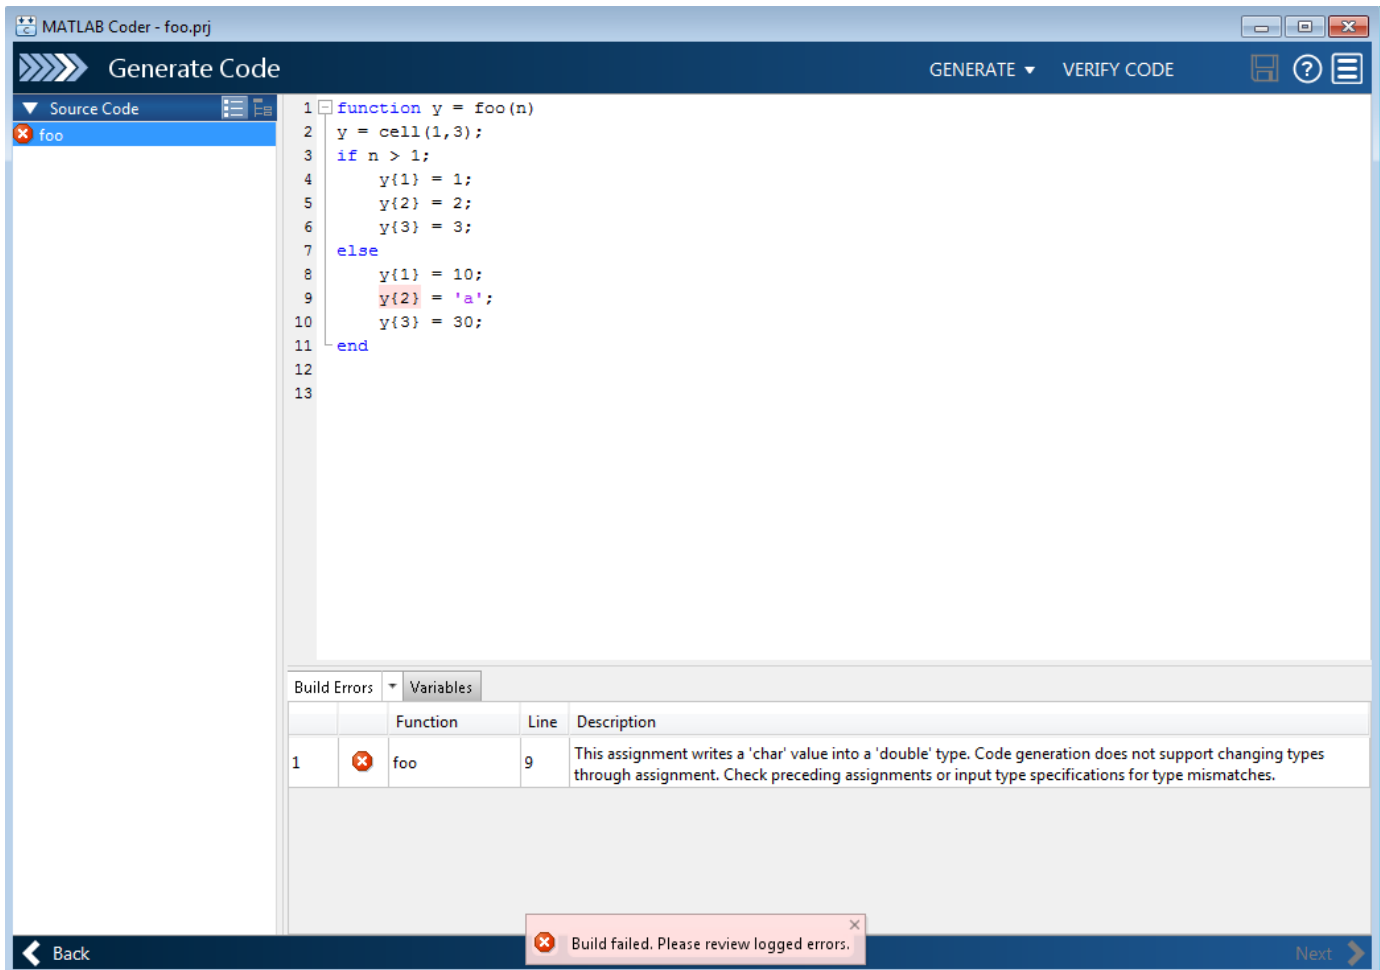 MATLAB Coder - foo.prj
Generate Code
GENERATE
VERIFY CODE
Source Code
foo
1 function y = foo(n)
2 y = cell(1,3);
3 if n > 1;
4     y{1} = 1;
5     y{2} = 2;
6     y{3} = 3;
7 else
8     y{1} = 10;
9     y{2} = 'a';
10     y{3} = 30;
11 end
12
13
Build Errors
Variables
Function Line Description
1 foo 9 This assignment writes a 'char' value into a 'double' type. Code generation does not support changing types
through assignment. Check preceding assignments or input type specifications for type mismatches.
Build failed. Please review logged errors.
Back
Next